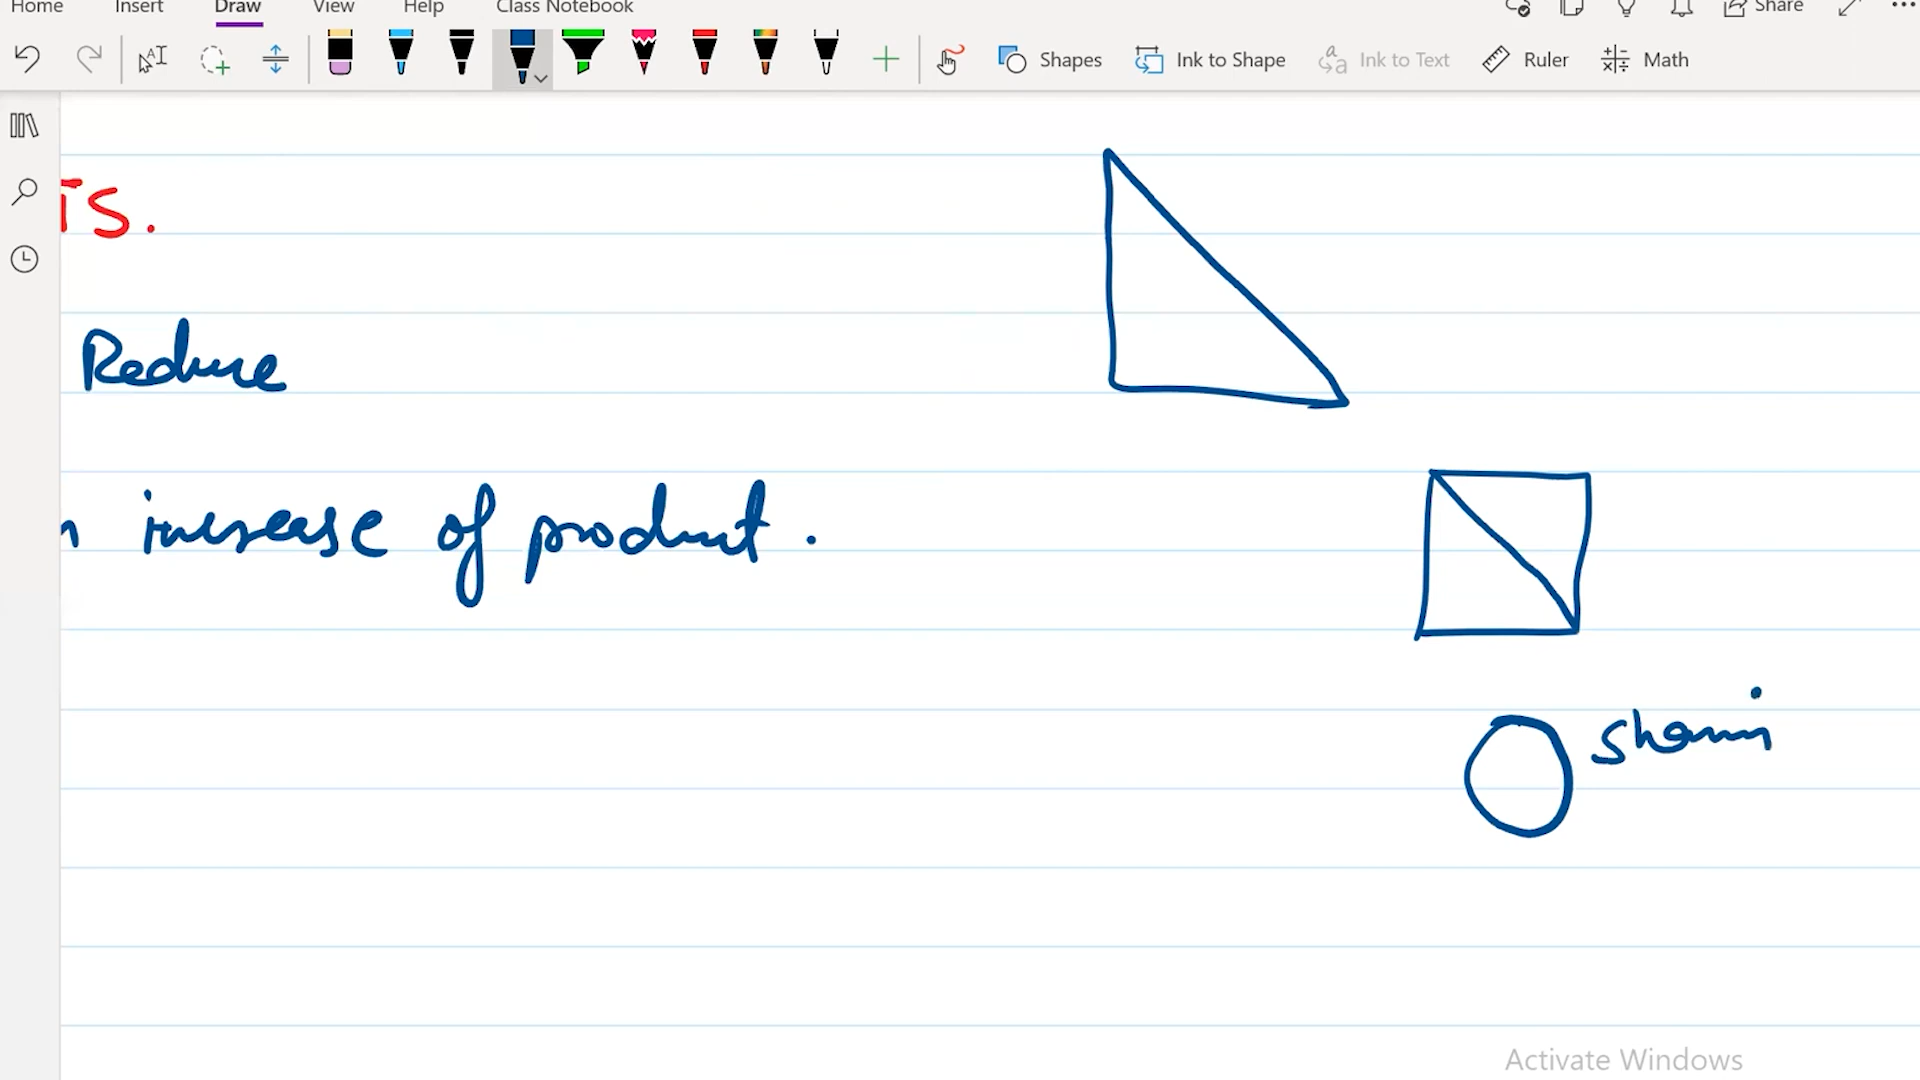 Home Insert Draw View Help Class Notebook Share
Shapes Ink to Shape Ink to Text Ruler Math
TS.
Reduce
n increase of product.
Activate Windows